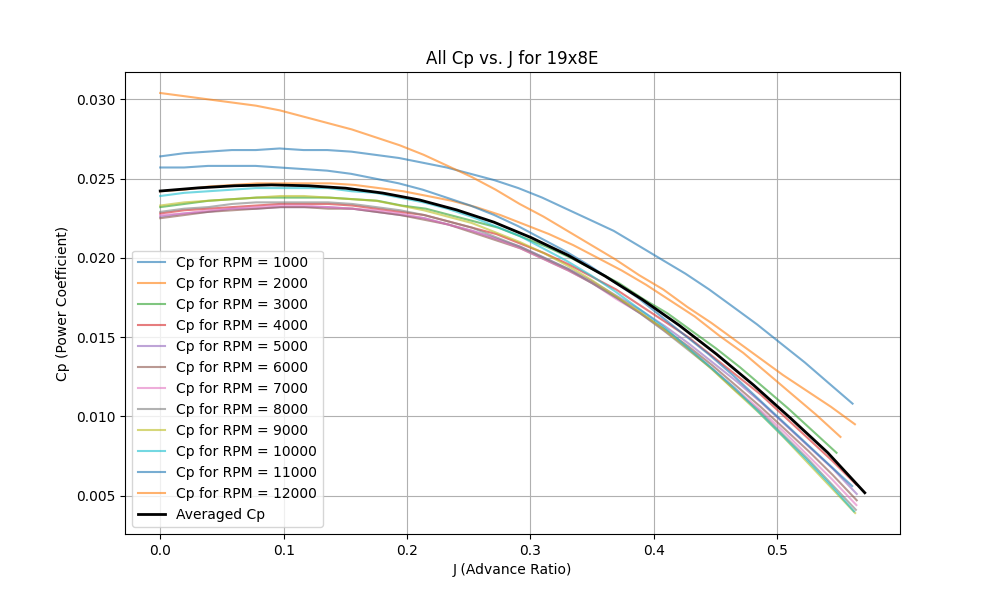 All Cp vs. J for 19x8E
Cp (Power Coefficient)
0.030
0.025
0.020
0.015
0.010
0.005
Cp for RPM = 1000
Cp for RPM = 2000
Cp for RPM = 3000
Cp for RPM = 4000
Cp for RPM = 5000
Cp for RPM = 6000
Cp for RPM = 7000
Cp for RPM = 8000
Cp for RPM = 9000
Cp for RPM = 10000
Cp for RPM = 11000
Cp for RPM = 12000
Averaged Cp
0.0 0.1 0.2 0.3 0.4 0.5
J (Advance Ratio)